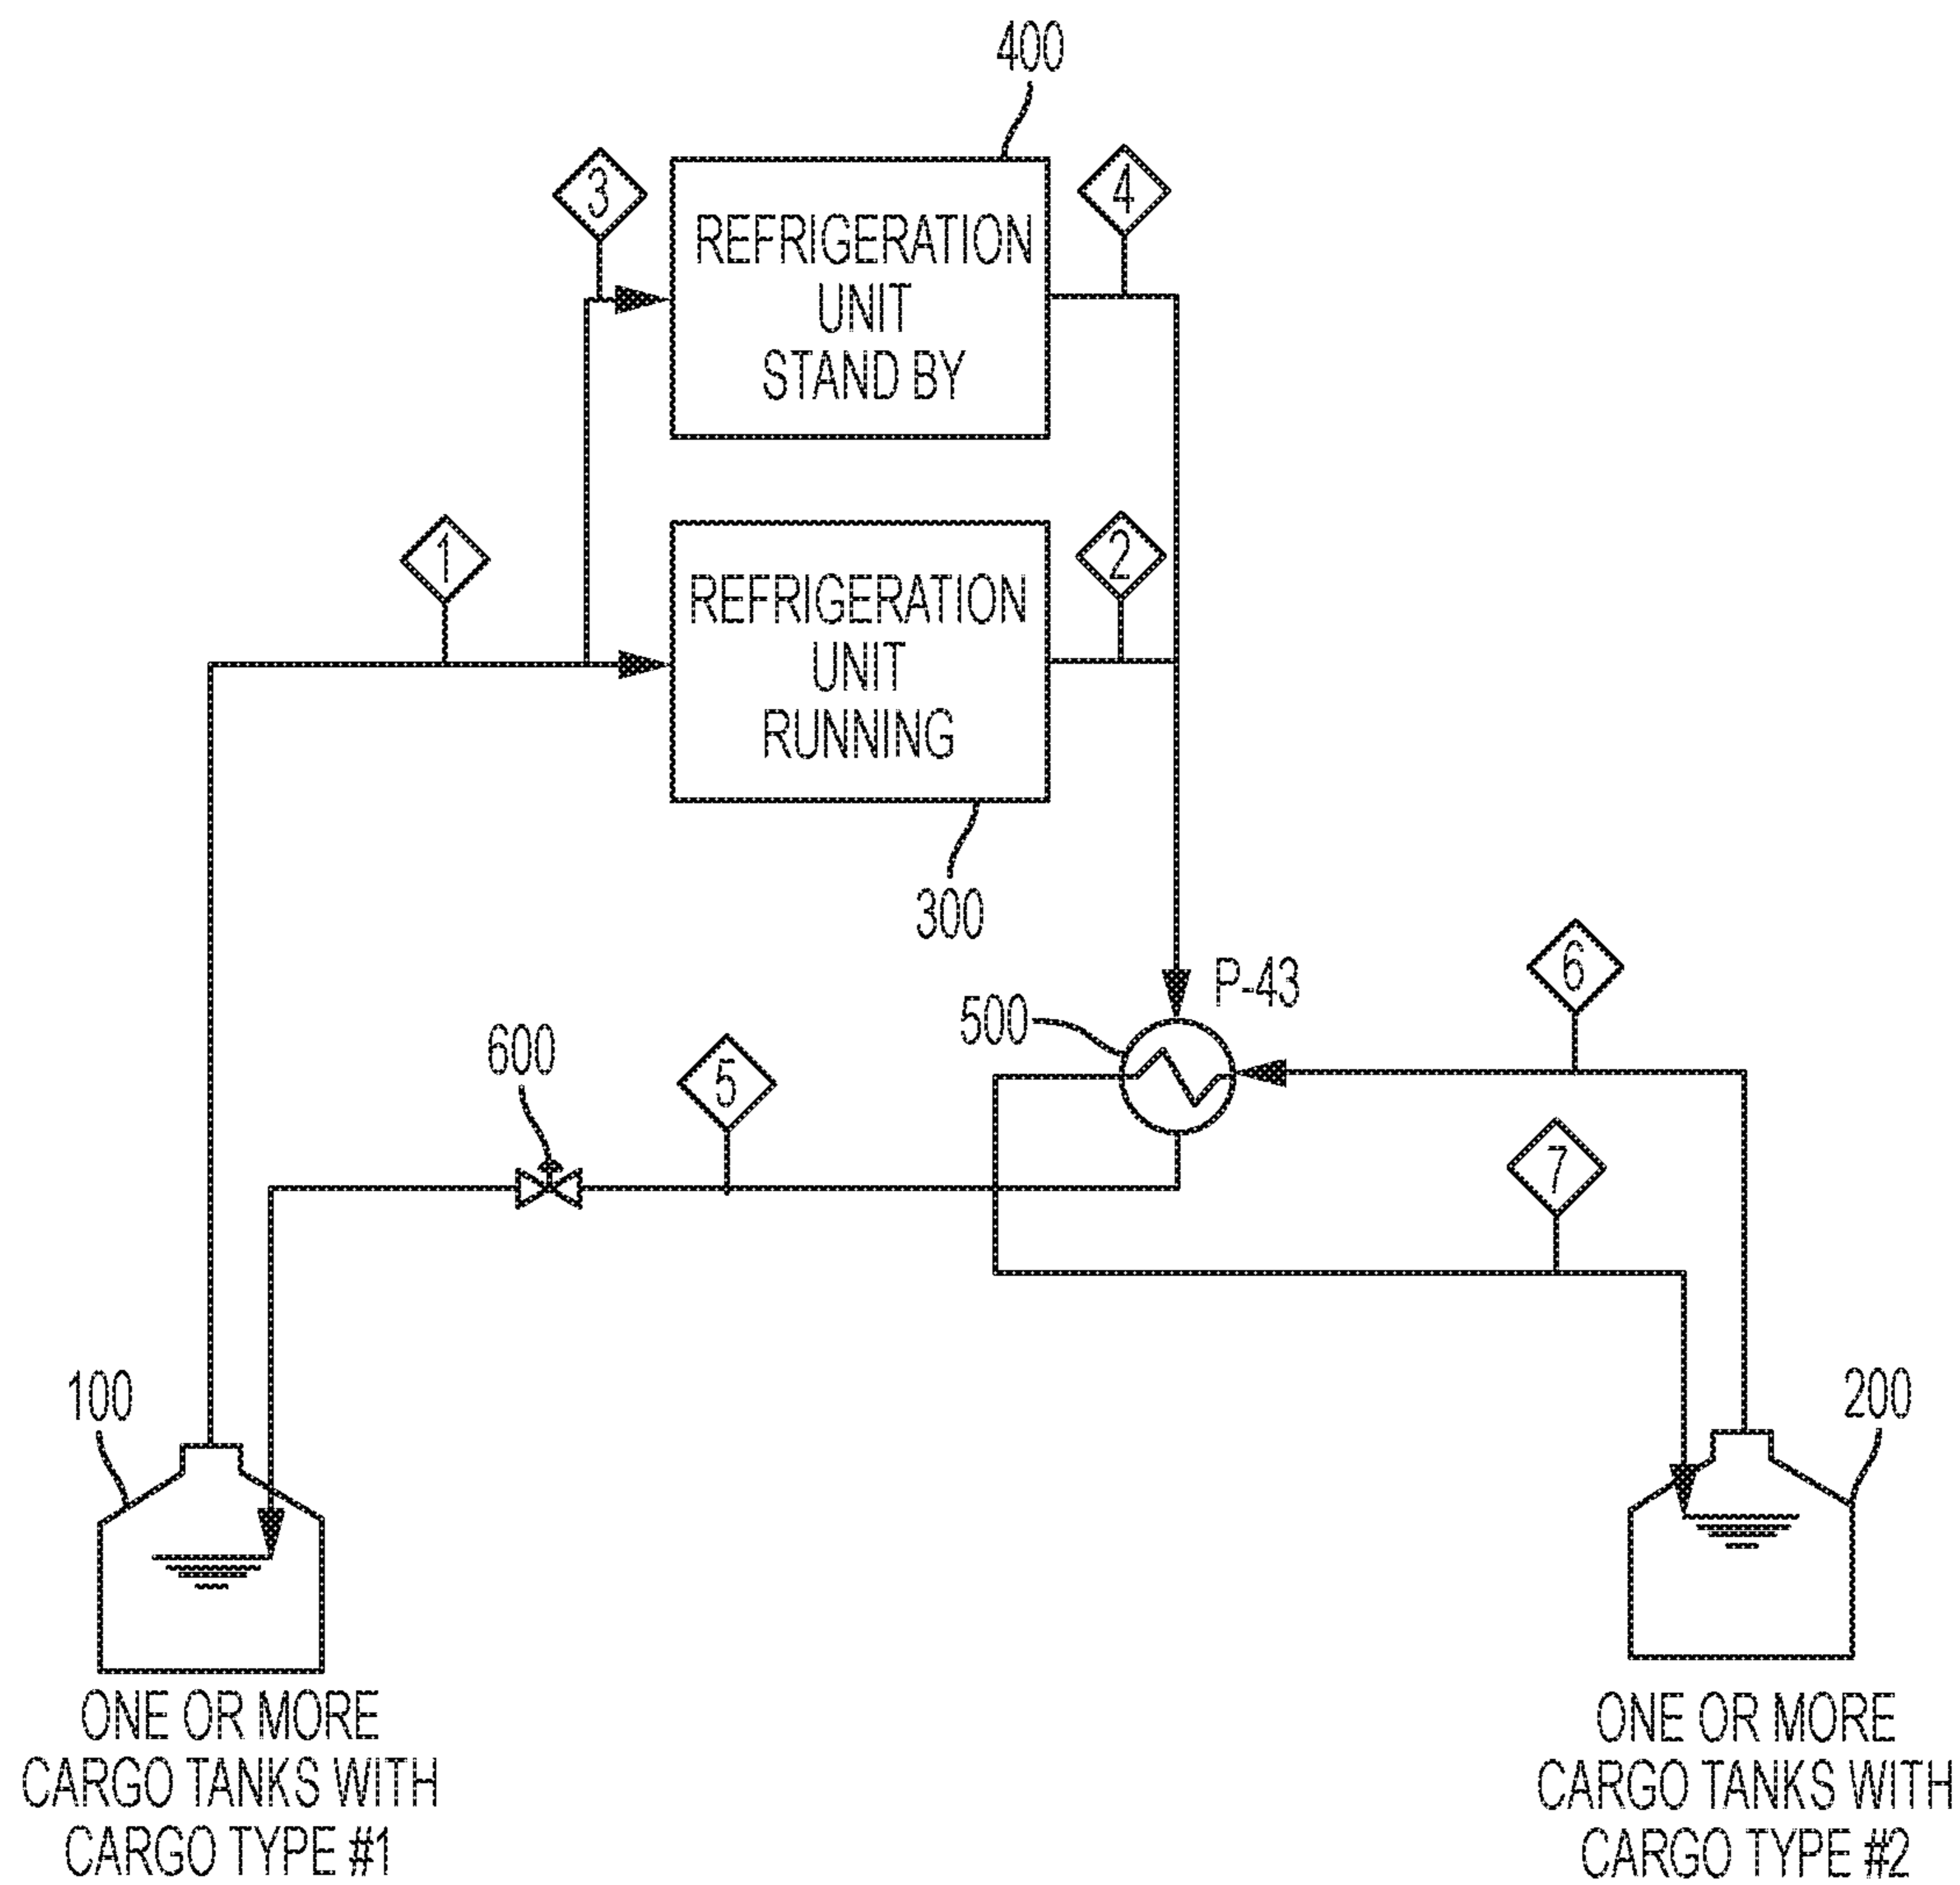 400
3
4
REFRIGERATION
UNIT
STAND BY
1
2
REFRIGERATION
UNIT
RUNNING
300
P-43
6
500
600
5
7
100
200
ONE OR MORE
CARGO TANKS WITH
CARGO TYPE #1
ONE OR MORE
CARGO TANKS WITH
CARGO TYPE #2